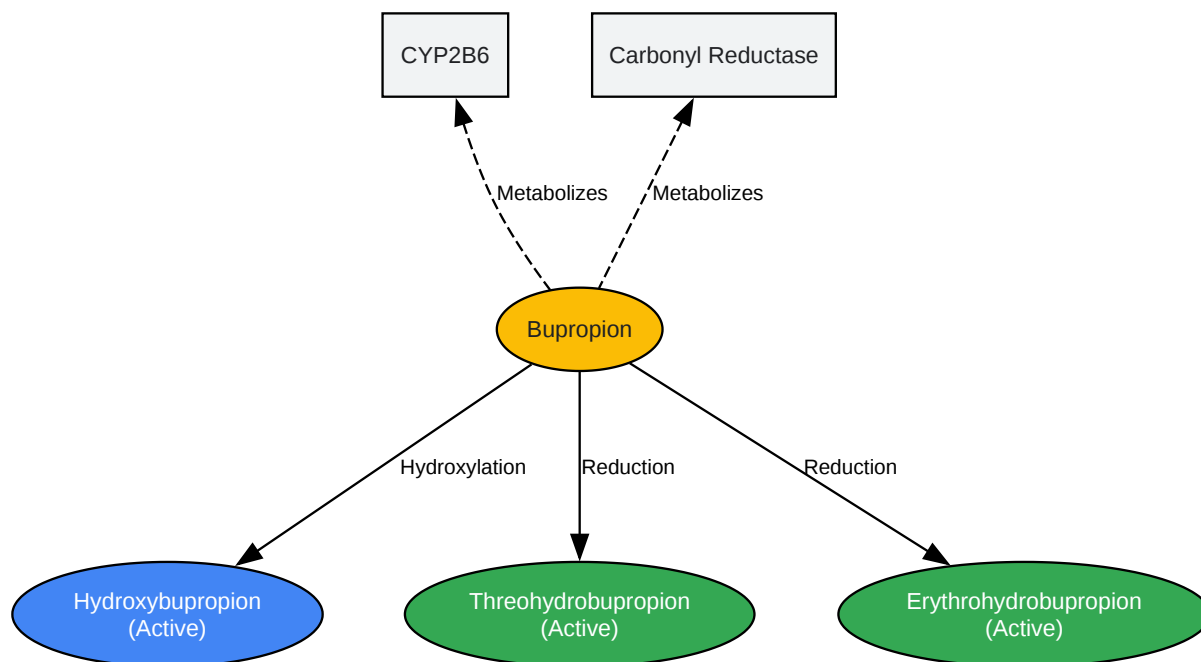 CYP2B6
Carbonyl Reductase
Metabolizes
Metabolizes
Bupropion
Hydroxylation
Reduction
Reduction
Hydroxybupropion
(Active)
Threohydrobupropion
(Active)
Erythrohydrobupropion
(Active)